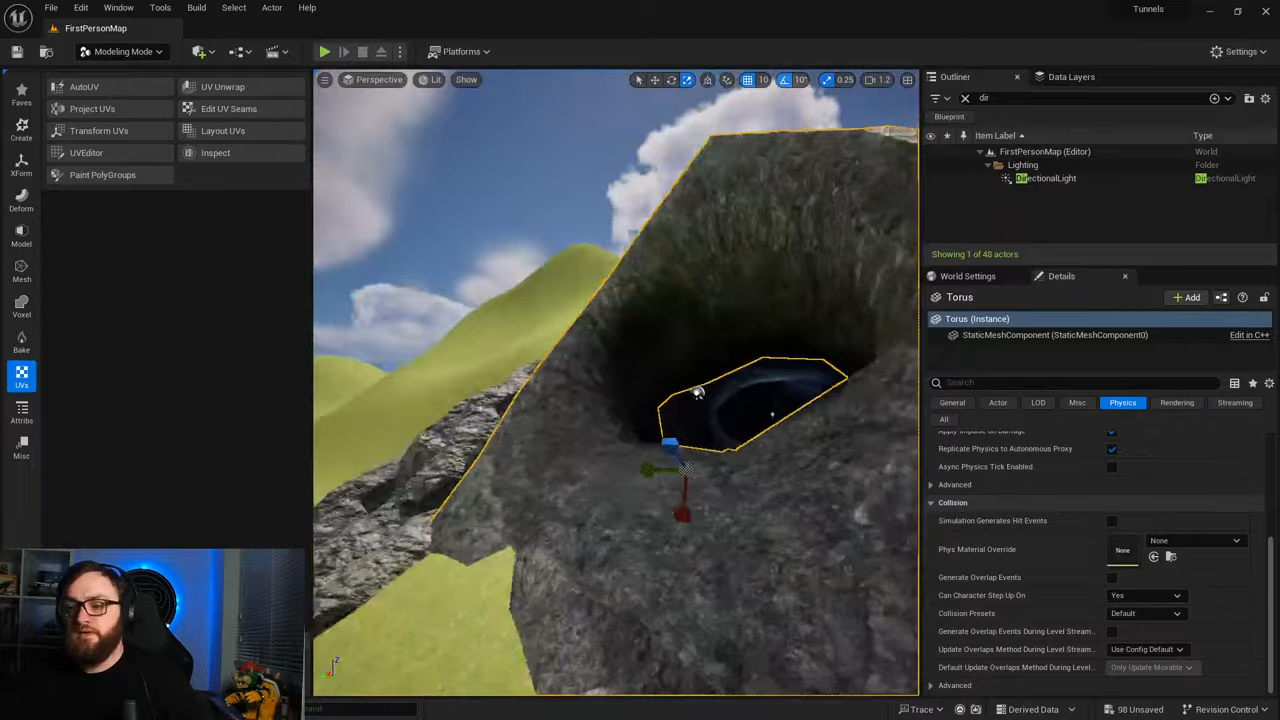 File Edit Window Tools Build Select Actor Help
Tunnels
FirstPersonMap
Modeling Mode
Platforms
Settings
Faves
Create
XForm
Deform
Model
Mesh
Voxel
Bake
UVs
Attribs
Misc
AutoUV
UV Unwrap
Project UVs
Edit UV Seams
Transform UVs
Layout UVs
UVEditor
Inspect
Paint PolyGroups
Perspective Lit Show
10 10° 0.25 1.2
Z
Outliner
Data Layers
dir
Blueprint
Item Label Type
FirstPersonMap (Editor) World
Lighting Folder
DirectionalLight DirectionalLight
Showing 1 of 48 actors
World Settings Details
Torus
Add
Torus (Instance)
StaticMeshComponent (StaticMeshComponent0) Edit in C++
Search
General Actor LOD Misc Physics Rendering Streaming
All
Apply Impulse on Damage
Replicate Physics to Autonomous Proxy
Async Physics Tick Enabled
Advanced
Collision
Simulation Generates Hit Events
Phys Material Override None None
Generate Overlap Events
Can Character Step Up On Yes
Collision Presets Default
Generate Overlap Events During Level Stream...
Update Overlaps Method During Level Stream... Use Config Default
Default Update Overlaps Method During Level... Only Update Movable
Advanced
Trace Derived Data 98 Unsaved Revision Control